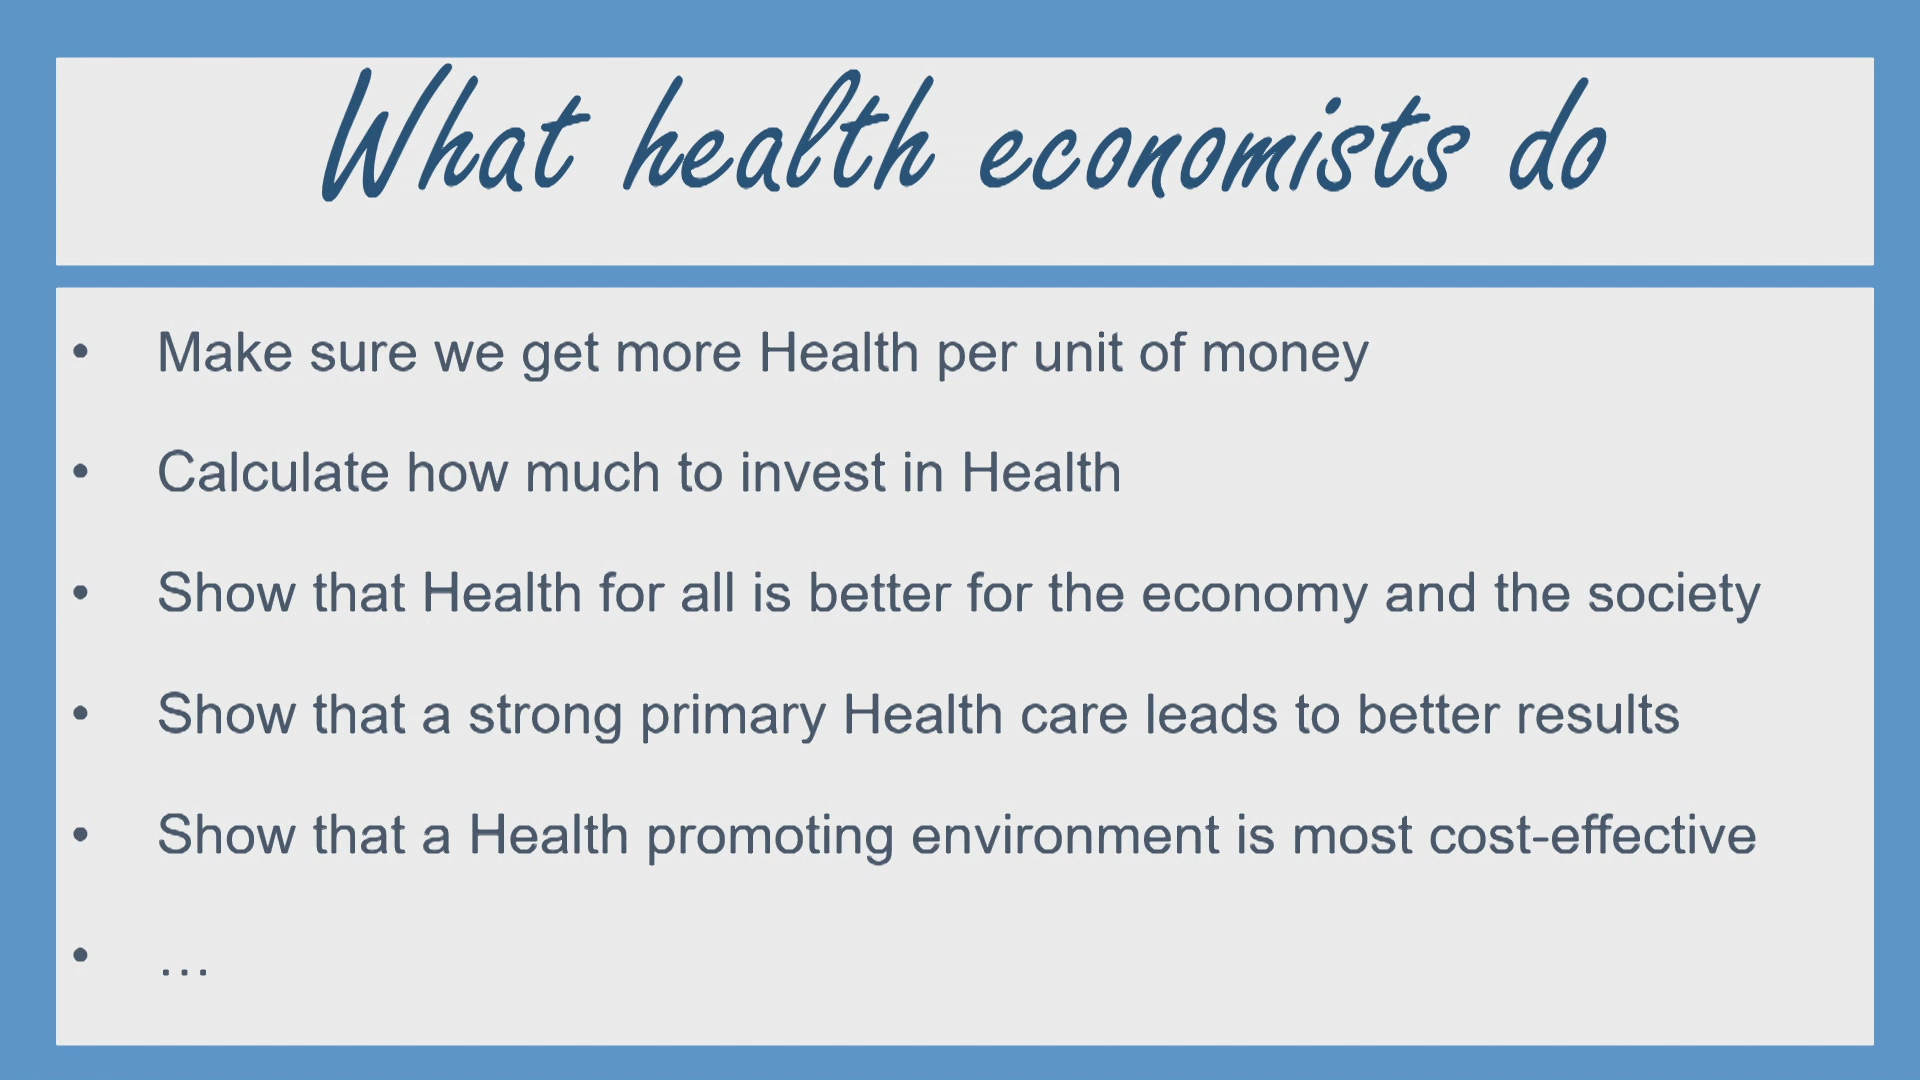 What health economists do
• Make sure we get more Health per unit of money
• Calculate how much to invest in Health
• Show that Health for all is better for the economy and the society
• Show that a strong primary Health care leads to better results
• Show that a Health promoting environment is most cost-effective
• …